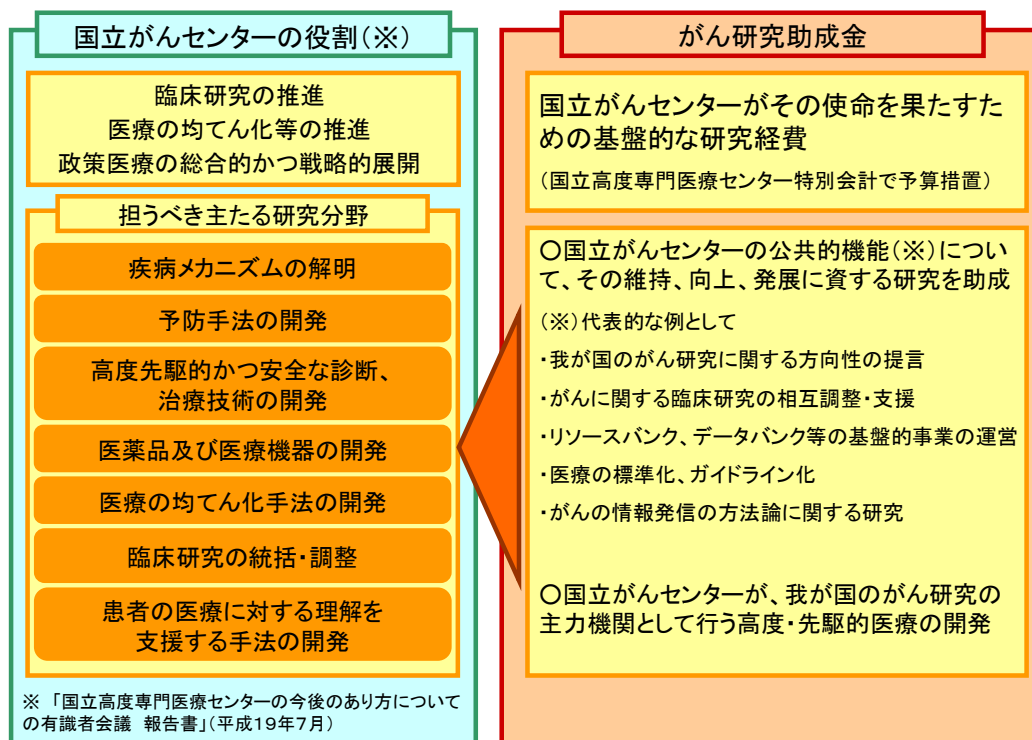 国立がんセンターの役割(※)
臨床研究の推進
医療の均てん化等の推進
政策医療の総合的かつ戦略的展開
担うべき主たる研究分野
疾病メカニズムの解明
予防手法の開発
高度先駆的かつ安全な診断、
治療技術の開発
医薬品及び医療機器の開発
医療の均てん化手法の開発
臨床研究の統括・調整
患者の医療に対する理解を
支援する手法の開発
※ 「国立高度専門医療センターの今後のあり方について
の有識者会議 報告書」(平成19年7月)
がん研究助成金
国立がんセンターがその使命を果たすた
めの基盤的な研究経費
(国立高度専門医療センター特別会計で予算措置)
○国立がんセンターの公共的機能(※)につい
て、その維持、向上、発展に資する研究を助成
(※)代表的な例として
・我が国のがん研究に関する方向性の提言
・がんに関する臨床研究の相互調整・支援
・リソースバンク、データバンク等の基盤的事業の運営
・医療の標準化、ガイドライン化
・がんの情報発信の方法論に関する研究
○国立がんセンターが、我が国のがん研究の
主力機関として行う高度・先駆的医療の開発